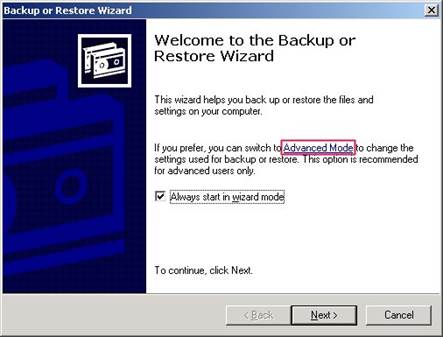 Backup or Restore Wizard
Welcome to the Backup or
Restore Wizard
This wizard helps you back up or restore the files and
settings on your computer.
If you prefer, you can switch to Advanced Mode to change the
settings used for backup or restore. This option is recommended
for advanced users only.
Always start in wizard mode
To continue, click Next.
< Back
Next >
Cancel